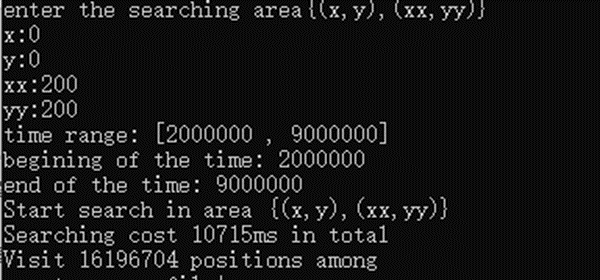 enter the searching area{(x,y),(xx,yy)}
x:0
y:0
xx:200
yy:200
time range: [2000000 , 9000000]
begining of the time: 2000000
end of the time: 9000000
Start search in area {(x,y),(xx,yy)}
Searching cost 10715ms in total
Visit 16196704 positions among